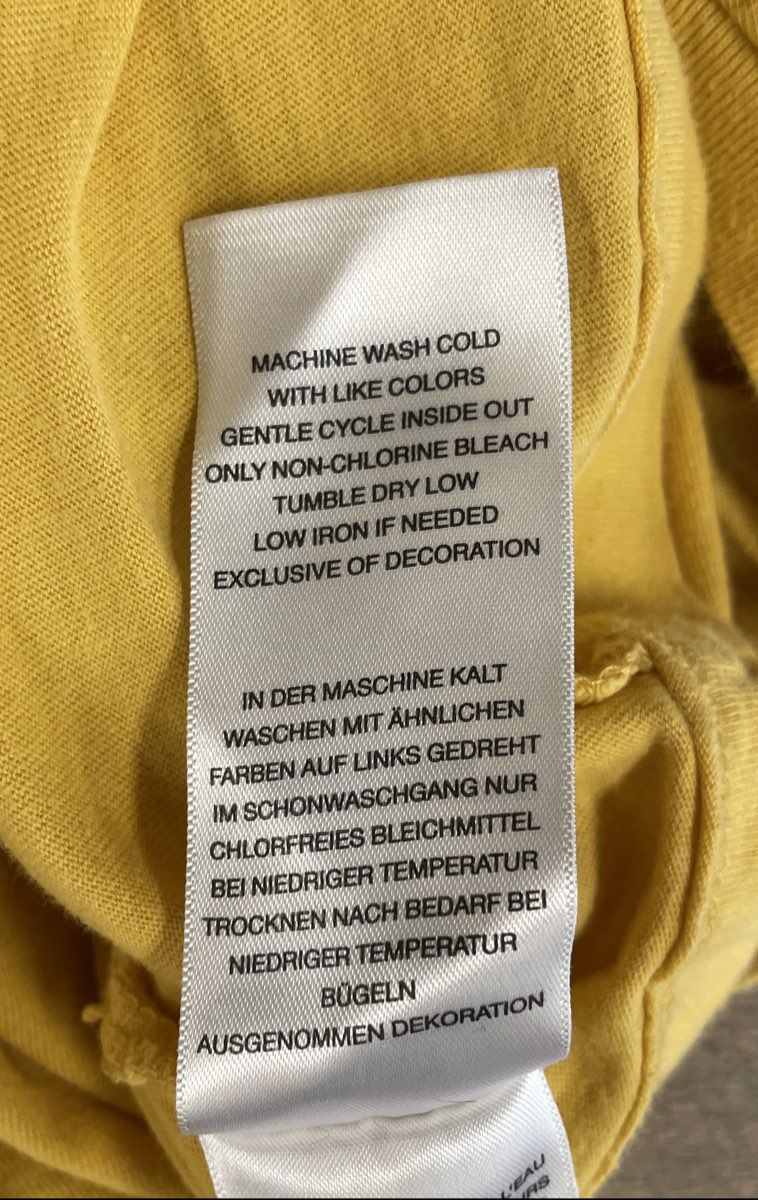 MACHINE WASH COLD
WITH LIKE COLORS
GENTLE CYCLE INSIDE OUT
ONLY NON-CHLORINE BLEACH
TUMBLE DRY LOW
LOW IRON IF NEEDED
EXCLUSIVE OF DECORATION
IN DER MASCHINE KALT
WASCHEN MIT ÄHNLICHEN
FARBEN AUF LINKS GEDREHT
IM SCHONWASCHGANG NUR
CHLORFREIES BLEICHMITTEL
BEI NIEDRIGER TEMPERATUR
TROCKNEN NACH BEDARF BEI
NIEDRIGER TEMPERATUR
BÜGELN
AUSGENOMMEN DEKORATION
L'EAU